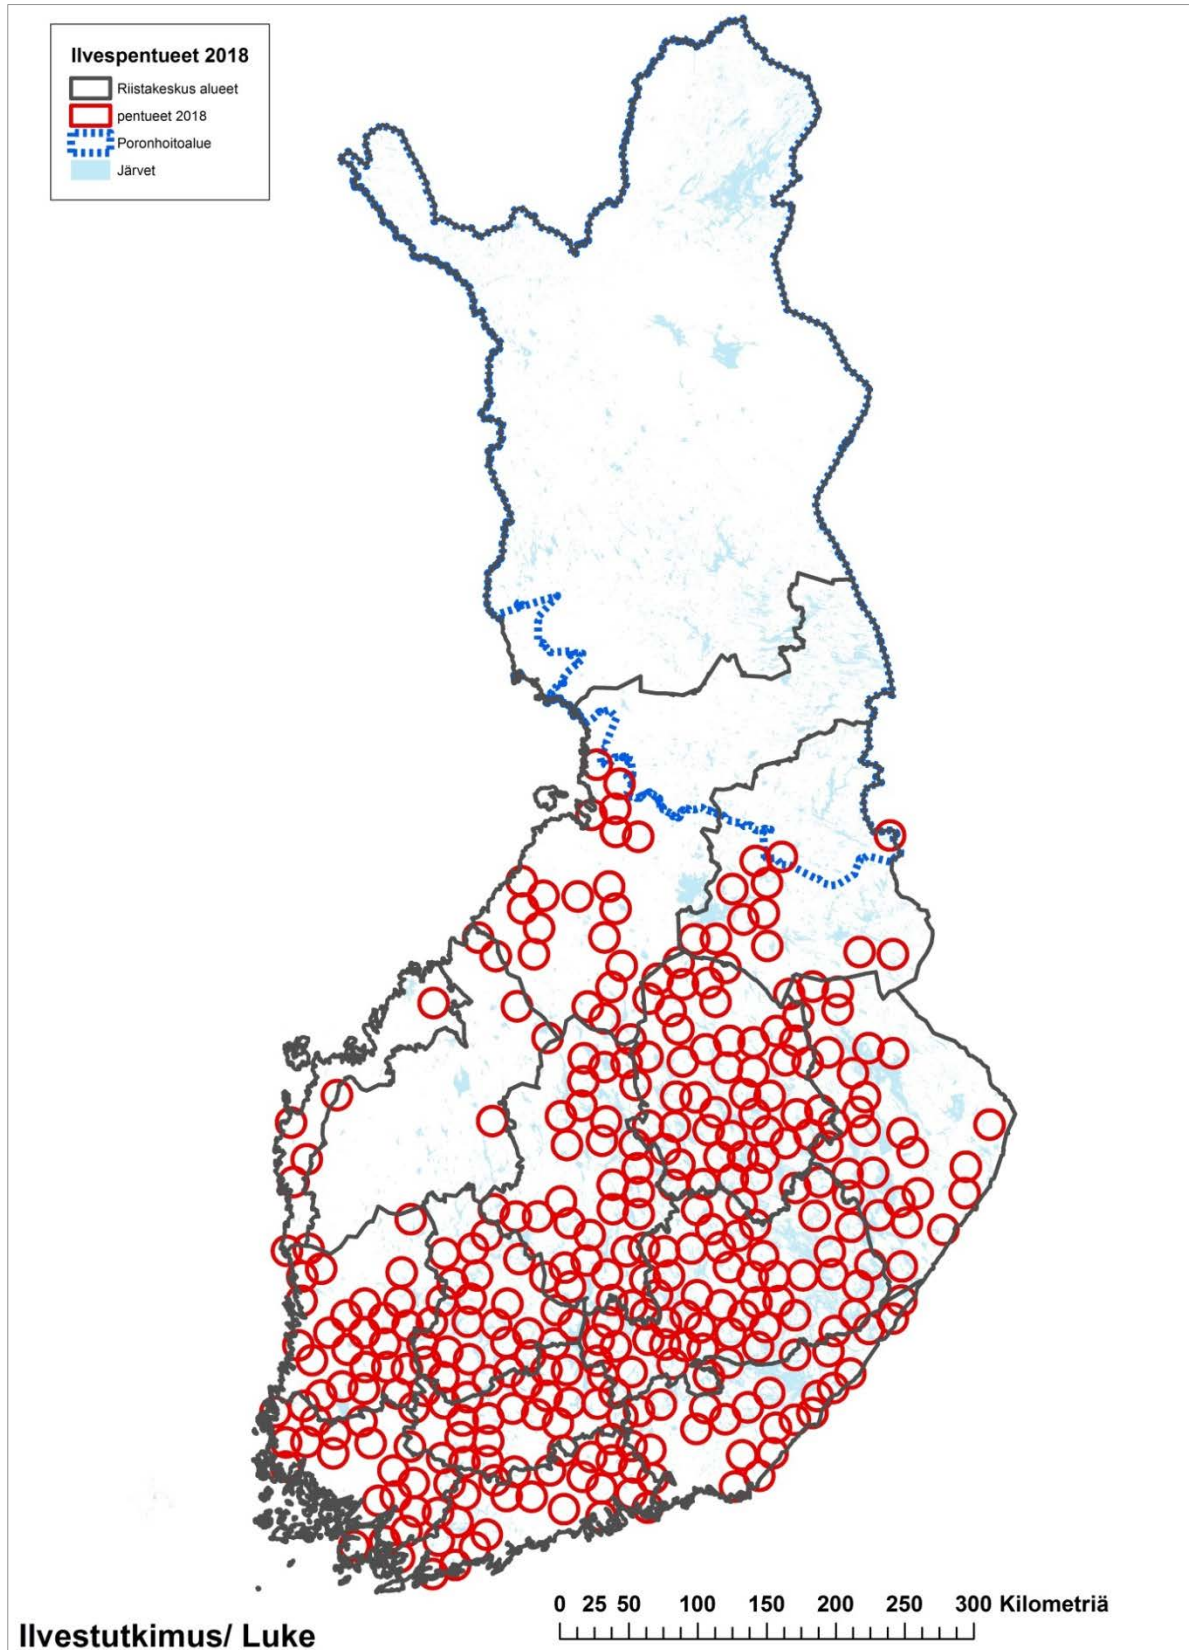 Ilvespentueet 2018
Riistakeskus alueet
pentueet 2018
Poronhoitoalue
Järvet
0 25 50 100 150 200 250 300 Kilometriä
Ilvestutkimus/ Luke